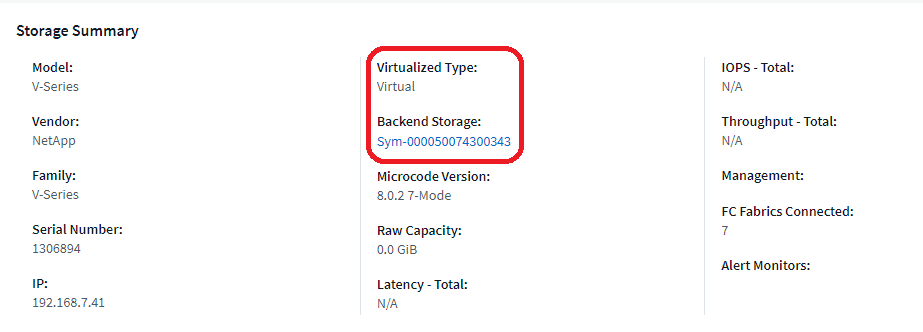 Storage Summary
Model:
V-Series
Vendor:
NetApp
Family:
V-Series
Serial Number:
1306894
IP:
192.168.7.41
Virtualized Type:
Virtual
Backend Storage:
Sym-000050074300343
Microcode Version:
8.0.2 7-Mode
Raw Capacity:
0.0 GiB
Latency - Total:
N/A
IOPS - Total:
N/A
Throughput - Total:
N/A
Management:
FC Fabrics Connected:
7
Alert Monitors: